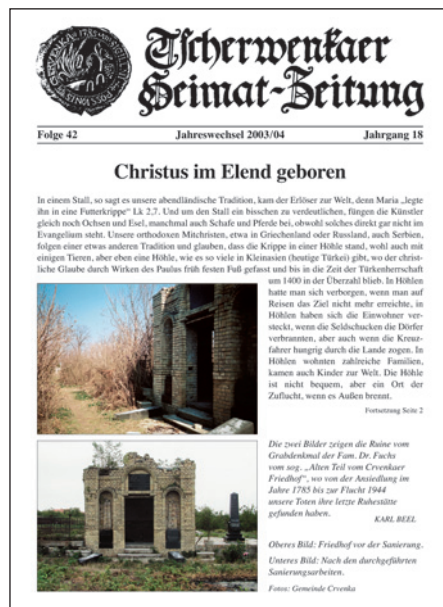 Tscherwenkaer
Heimat-Zeitung
Folge 42 Jahreswechsel 2003/04 Jahrgang 18
Christus im Elend geboren
In einem Stall, so sagt es unsere abendländische Tradition, kam der Erlöser zur Welt, denn Maria „legte
ihn in eine Futterkrippe“ Lk 2,7. Und um den Stall ein bisschen zu verdeutlichen, füngen die Künstler
gleich noch Ochsen und Esel, manchmal auch Schafe und Pferde bei, obwohl solches direkt gar nicht im
Evangelium steht. Unsere orthodoxen Mitchristen, etwa in Griechenland oder Russland, auch Serbien,
folgen einer etwas anderen Tradition und glauben, dass die Krippe in einer Höhle stand, wohl auch mit
einigen Tieren, aber eben eine Höhle, wie es so viele in Kleinasien (heutige Türkei) gibt, wo der christ-
liche Glaube durch Wirken des Paulus früh festen Fuß gefasst und bis in die Zeit der Türkenherrschaft
um 1400 in der Überzahl blieb. In Höhlen
hatte man sich verborgen, wenn man auf
Reisen das Ziel nicht mehr erreichte, in
Höhlen haben sich die Einwohner ver-
steckt, wenn die Seldschucken die Dörfer
verbrannten, aber auch wenn die Kreuz-
fahrer hungrig durch die Lande zogen. In
Höhlen wohnten zahlreiche Familien,
kamen auch Kinder zur Welt. Die Höhle
ist nicht bequem, aber ein Ort der
Zuflucht, wenn es Außen brennt.
Fortsetzung Seite 2
Die zwei Bilder zeigen die Ruine vom
Grabdenkmal der Fam. Dr. Fuchs
vom sog. „Alten Teil vom Crvenkaer
Friedhof“, wo von der Ansiedlung im
Jahre 1785 bis zur Flucht 1944
unsere Toten ihre letzte Ruhestätte
gefunden haben.
KARL BEEL
Oberes Bild: Friedhof vor der Sanierung.
Unteres Bild: Nach den durchgeführten
Sanierungsarbeiten.
Fotos: Gemeinde Crvenka